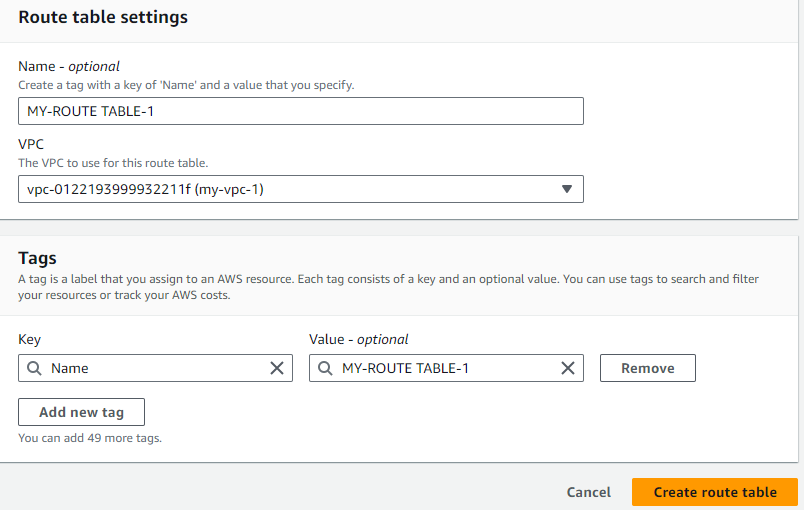 Route table settings
Name - optional
Create a tag with a key of 'Name' and a value that you specify.
MY-ROUTE TABLE-1
VPC
The VPC to use for this route table.
vpc-0122193999932211f (my-vpc-1)
Tags
A tag is a label that you assign to an AWS resource. Each tag consists of a key and an optional value. You can use tags to search and filter
your resources or track your AWS costs.
Key
Value - optional
Name
MY-ROUTE TABLE-1
Remove
Add new tag
You can add 49 more tags.
Cancel
Create route table